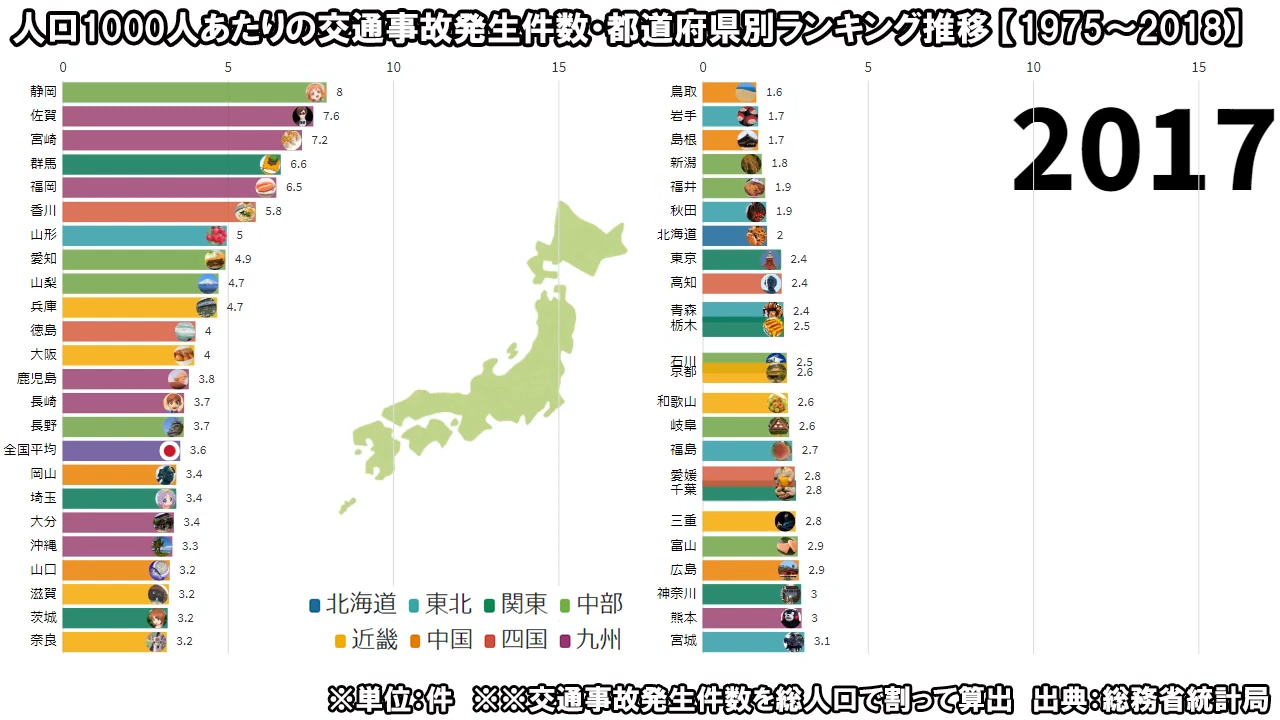 人口1000人あたりの交通事故発生件数・都道府県別ランキング推移【1975～2018】
0 5 10 15
0 5 10 15
2017
静岡 8
佐賀 7.6
宮崎 7.2
群馬 6.6
福岡 6.5
香川 5.8
山形 5
愛知 4.9
山梨 4.7
兵庫 4.7
徳島 4
大阪 4
鹿児島 3.8
長崎 3.7
長野 3.7
全国平均 3.6
岡山 3.4
埼玉 3.4
大分 3.4
沖縄 3.3
山口 3.2
滋賀 3.2
茨城 3.2
奈良 3.2
鳥取 1.6
岩手 1.7
島根 1.7
新潟 1.8
福井 1.9
秋田 1.9
北海道 2
東京 2.4
高知 2.4
青森 2.4
栃木 2.5
石川 2.5
京都 2.6
和歌山 2.6
岐阜 2.6
福島 2.7
愛媛 2.8
千葉 2.8
三重 2.8
富山 2.9
広島 2.9
神奈川 3
熊本 3
宮城 3.1
北海道 東北 関東 中部
近畿 中国 四国 九州
※単位：件 ※※交通事故発生件数を総人口で割って算出 出典：総務省統計局